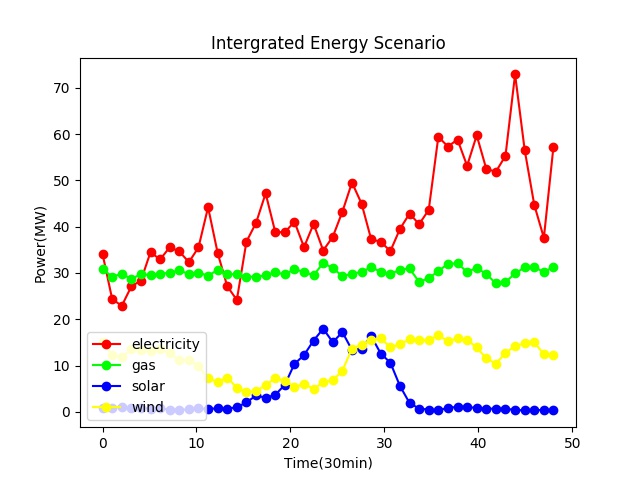 Intergrated Energy Scenario
Power(MW)
70
60
50
40
30
20
10
0
electricity
gas
solar
wind
0 10 20 30 40 50
Time(30min)